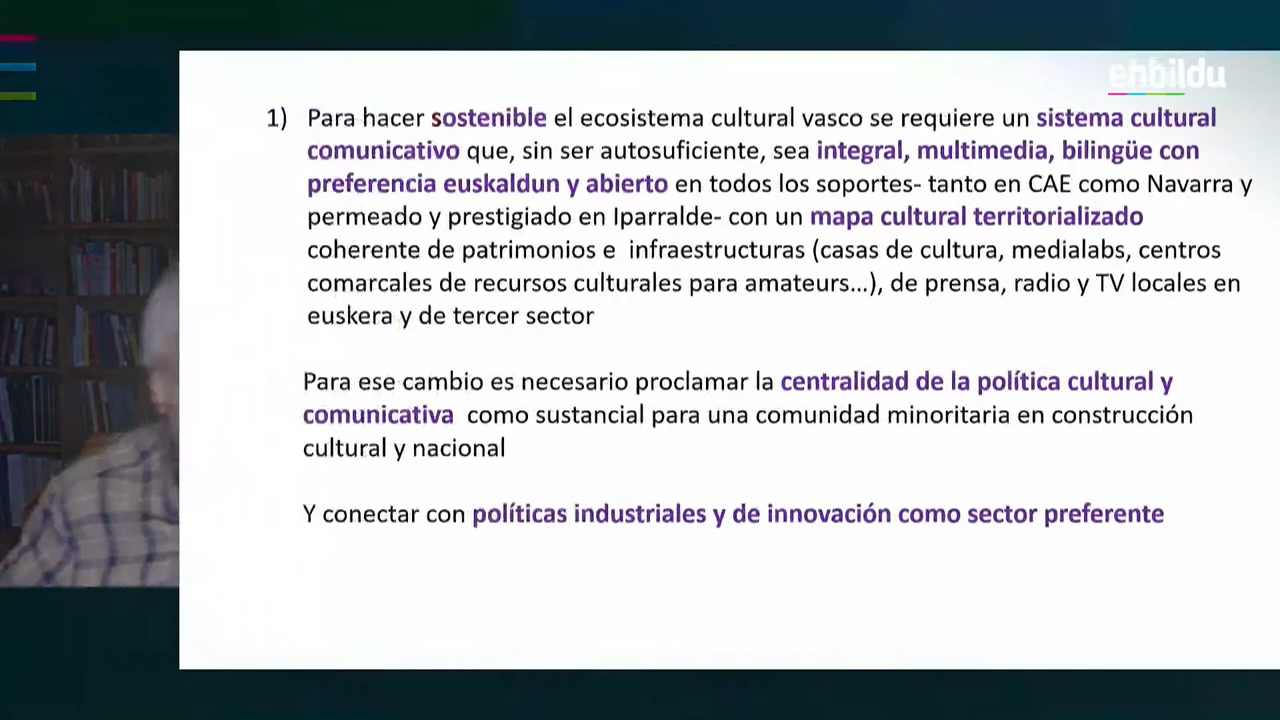 ehbildu
1) Para hacer sostenible el ecosistema cultural vasco se requiere un sistema cultural
comunicativo que, sin ser autosuficiente, sea integral, multimedia, bilingüe con
preferencia euskaldun y abierto en todos los soportes- tanto en CAE como Navarra y
permeado y prestigiado en Iparralde- con un mapa cultural territorializado
coherente de patrimonios e infraestructuras (casas de cultura, medialabs, centros
comarcales de recursos culturales para amateurs...), de prensa, radio y TV locales en
euskera y de tercer sector
Para ese cambio es necesario proclamar la centralidad de la política cultural y
comunicativa como sustancial para una comunidad minoritaria en construcción
cultural y nacional
Y conectar con políticas industriales y de innovación como sector preferente